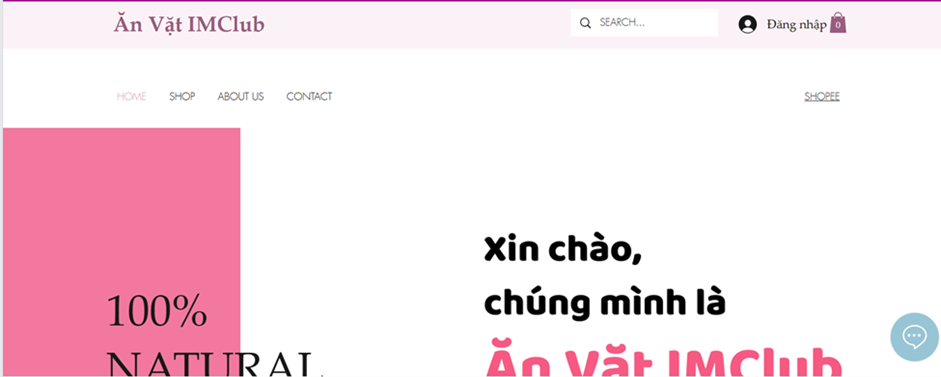 Ăn Vặt IMClub
SEARCH...
Đăng nhập
0
HOME
SHOP
ABOUT US
CONTACT
SHOPEE
100%
NATURAL
Xin chào,
chúng mình là
Ăn Vặt IMClub